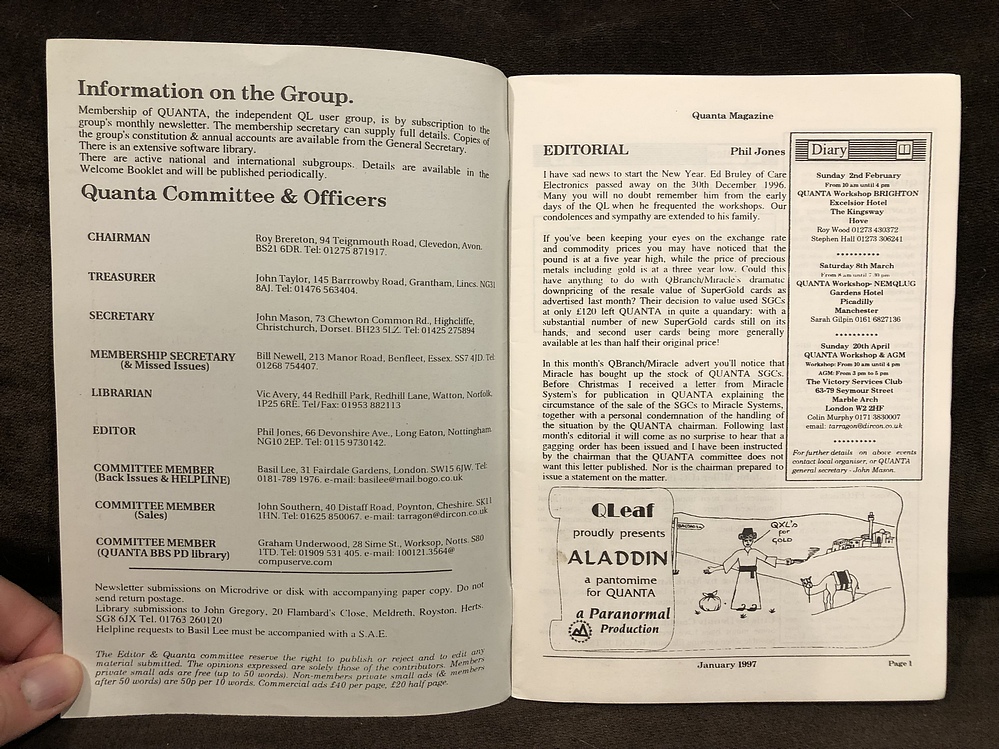 Information on the Group.
Membership of QUANTA, the independent QL user group, is by subscription to the
group's monthly newsletter. The membership secretary can supply full details. Copies of
the group's constitution & annual accounts are available from the General Secretary.
There is an extensive software library.
There are active national and international subgroups. Details are available in the
Welcome Booklet and will be published periodically.
Quanta Committee & Officers
CHAIRMAN
Roy Brereton, 94 Teignmouth Road, Clevedon, Avon.
BS21 6DR. Tel: 01275 871917.
TREASURER
John Taylor, 145 Barrrowby Road, Grantham, Lincs. NG31
8AJ. Tel: 01476 563404.
SECRETARY
John Mason, 73 Chewton Common Rd., Highcliffe,
Christchurch, Dorset. BH23 5LZ. Tel: 01425 275894
MEMBERSHIP SECRETARY
(& Missed Issues)
Bill Newell, 213 Manor Road, Benfleet, Essex. SS7 4JD. Tel
01268 754407.
LIBRARIAN
Vic Avery, 44 Redhill Park, Redhill Lane, Watton, Norfolk.
IP25 6RE. Tel/Fax: 01953 882113
EDITOR
Phil Jones, 66 Devonshire Ave., Long Eaton, Nottingham
NG10 2EP. Tel: 0115 9730142.
COMMITTEE MEMBER
(Back Issues & HELPLINE)
Basil Lee, 31 Fairdale Gardens, London. SW15 6JW. Tel:
0181-789 1976. e-mail: basilee@mail.bogo.co.uk
COMMITTEE MEMBER
(Sales)
John Southern, 40 Distaff Road, Poynton, Cheshire. SK11
1HN. Tel: 01625 850067. e-mail: tarragon@dircon.co.uk
COMMITTEE MEMBER
(QUANTA BBS PD library)
Graham Underwood, 28 Sime St., Worksop, Notts. S80
1TD. Tel: 01909 531 405. e-mail: 100121.3564@
compuserve.com
Newsletter submissions on Microdrive or disk with accompanying paper copy. Do not
send return postage.
Library submissions to John Gregory, 20 Flambard's Close, Meldreth, Royston, Herts.
SG8 6JX Tel. 01763 260120
Helpline requests to Basil Lee must be accompanied with a S.A.E.
The Editor & Quanta committee reserve the right to publish or reject and to edit any
material submitted. The opinions expressed are solely those of the contributors. Members
private small ads are free (up to 50 words). Non-members private small ads (& members
after 50 words) are 50p per 10 words. Commercial ads £40 per page, £20 half page.
Quanta Magazine
EDITORIAL Phil Jones
I have sad news to start the New Year. Ed Bruley of Care
Electronics passed away on the 30th December 1996.
Many you will no doubt remember him from the early
days of the QL when he frequented the workshops. Our
condolences and sympathy are extended to his family.
If you've been keeping your eyes on the exchange rate
and commodity prices you may have noticed that the
pound is at a five year high, while the price of precious
metals including gold is at a three year low. Could this
have anything to do with QBranch/Miracle's dramatic
downpricing of the resale value of SuperGold cards as
advertised last month? Their decision to value used SGCs
at only £120 left QUANTA in quite a quandary: with a
substantial number of new SuperGold cards still on its
hands, and second user cards being more generally
available at les than half their original price!
In this month's QBranch/Miracle advert you'll notice that
Miracle has bought up the stock of QUANTA SGCs.
Before Christmas I received a letter from Miracle
System's for publication in QUANTA explaining the
circumstance of the sale of the SGCs to Miracle Systems,
together with a personal condemnation of the handling of
the situation by the QUANTA chairman. Following last
month's editorial it will come as no surprise to hear that a
gagging order has been issued and I have been instructed
by the chairman that the QUANTA committee does not
want this letter published. Nor is the chairman prepared to
issue a statement on the matter.
Diary
Sunday 2nd February
From 10 am until 4 pm
QUANTA Workshop BRIGHTON
Excelsior Hotel
The Kingsway
Hove
Roy Wood 01273 430372
Stephen Hall 01273 306241
**********
Saturday 8th March
From 8 am until 7.30 pm
QUANTA Workshop- NEMQLUG
Gardens Hotel
Picadilly
Manchester
Sarah Gilpin 0161 6827136
**********
Sunday 20th April
QUANTA Workshop & AGM
Workshop: From 10 am until 4 pm
AGM: From 3 pm to 5 pm
The Victory Services Club
63-79 Seymour Street
Marble Arch
London W2 2HF
Colin Murphy 0171 3830007
email: tarragon@dircon.co.uk
**********
For further details on above events
contact local organiser, or QUANTA
general secretary - John Mason.
QLeaf
proudly presents
ALADDIN
a pantomime
for QUANTA
a Paranormal
Production
QXL's
for
GOLD
January 1997
Page 1